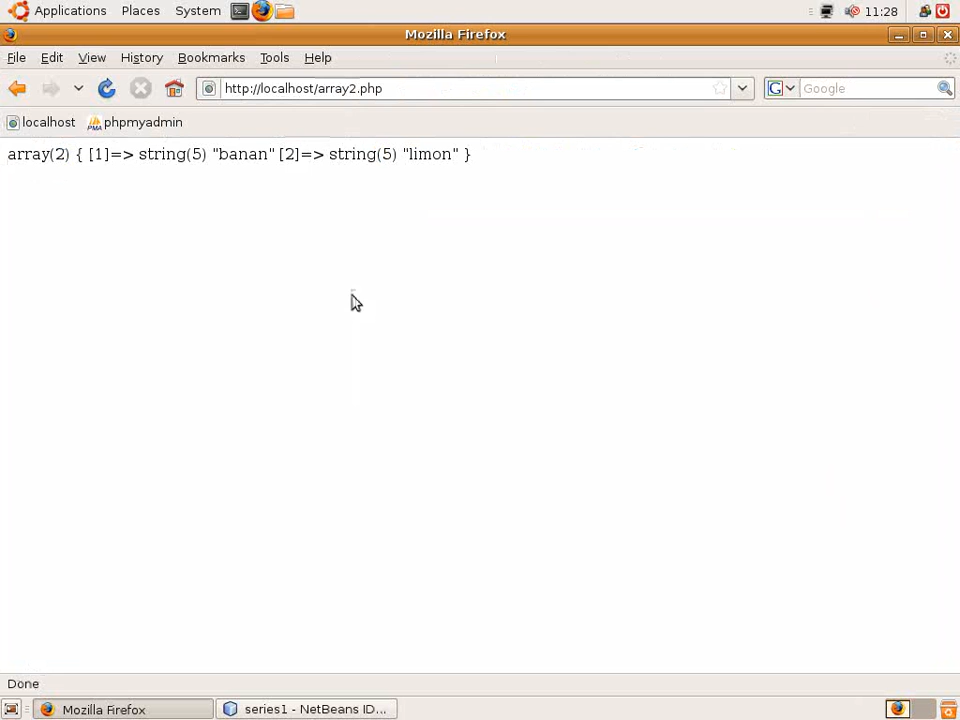 Applications Places System 11:28
Mozilla Firefox
File Edit View History Bookmarks Tools Help
http://localhost/array2.php G Google
localhost PMA phpmyadmin
array(2) { [1]=> string(5) "banan" [2]=> string(5) "limon" }
Done
Mozilla Firefox series1 - NetBeans ID...